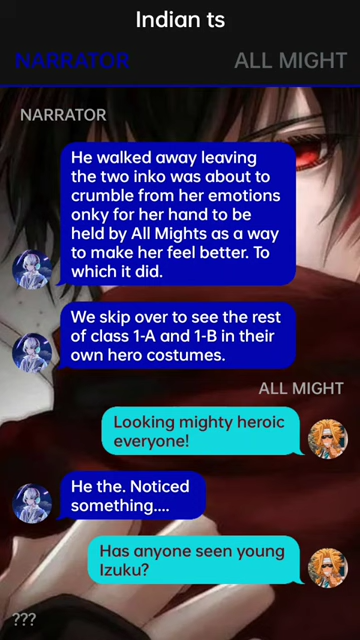 Indian ts
NARRATOR
ALL MIGHT
NARRATOR
He walked away leaving
the two inko was about to
crumble from her emotions
onky for her hand to be
held by All Mights as a way
to make her feel better. To
which it did.
We skip over to see the rest
of class 1-A and 1-B in their
own hero costumes.
ALL MIGHT
Looking mighty heroic
everyone!
He the. Noticed
something....
Has anyone seen young
Izuku?
???